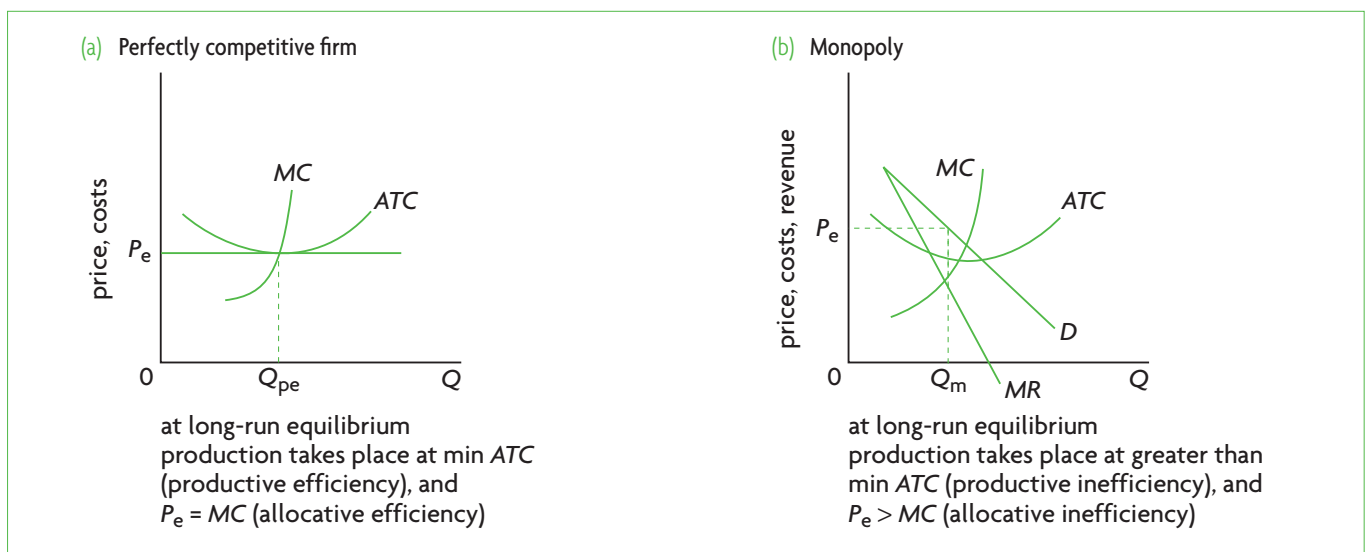 (a) Perfectly competitive firm
price, costs
MC
ATC
Pe
0
Qpe
Q
at long-run equilibrium
production takes place at min ATC
(productive efficiency), and
Pe = MC (allocative efficiency)
(b) Monopoly
price, costs, revenue
MC
ATC
Pe
D
0
Qm
MR
Q
at long-run equilibrium
production takes place at greater than
min ATC (productive inefficiency), and
Pe > MC (allocative inefficiency)